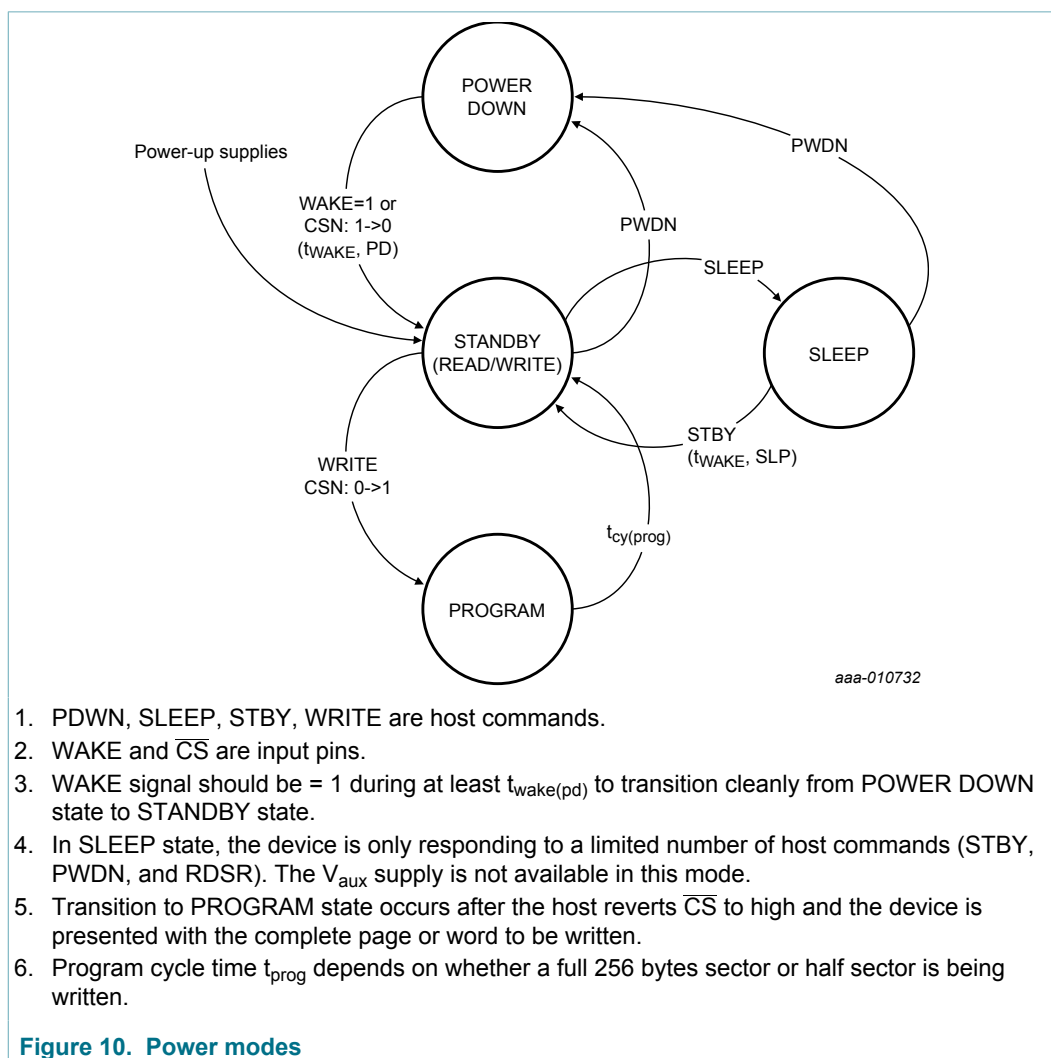 POWER
DOWN
PWDN
Power-up supplies
WAKE=1 or
CSN: 1->0
(tWAKE, PD)
PWDN
SLEEP
STANDBY
(READ/WRITE)
SLEEP
STBY
(tWAKE, SLP)
WRITE
CSN: 0->1
tcy(prog)
PROGRAM
aaa-010732
1. PDWN, SLEEP, STBY, WRITE are host commands.
2. WAKE and C̅S̅ are input pins.
3. WAKE signal should be = 1 during at least twake(pd) to transition cleanly from POWER DOWN
state to STANDBY state.
4. In SLEEP state, the device is only responding to a limited number of host commands (STBY,
PWDN, and RDSR). The Vaux supply is not available in this mode.
5. Transition to PROGRAM state occurs after the host reverts C̅S̅ to high and the device is
presented with the complete page or word to be written.
6. Program cycle time tprog depends on whether a full 256 bytes sector or half sector is being
written.
Figure 10. Power modes